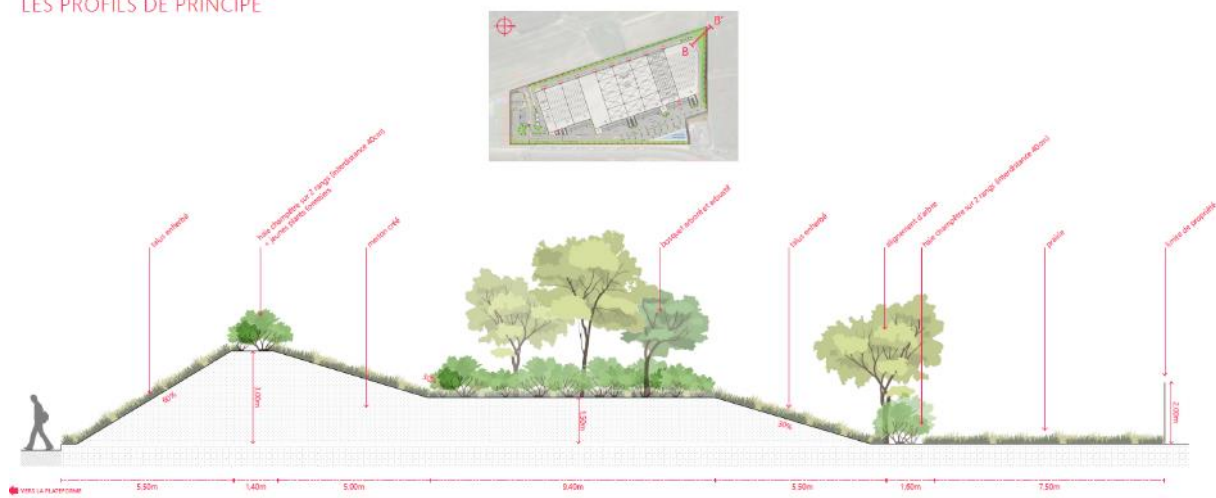 LES PROFILS DE PRINCIPE
B'
B
talus enherbé
haie champêtre sur 2 rangs (interdistance 40cm)
+ jeunes plants forestiers
merlon créé
bosquet arboré et arbustif
talus enherbé
alignement d'arbre
haie champêtre sur 2 rangs (interdistance 40cm)
prairie
limite de propriété
60%
3.00m
1.50m
30%
2.00m
VERS LA PLATEFORME
5.50m
1.40m
5.00m
9.40m
5.50m
1.60m
7.50m